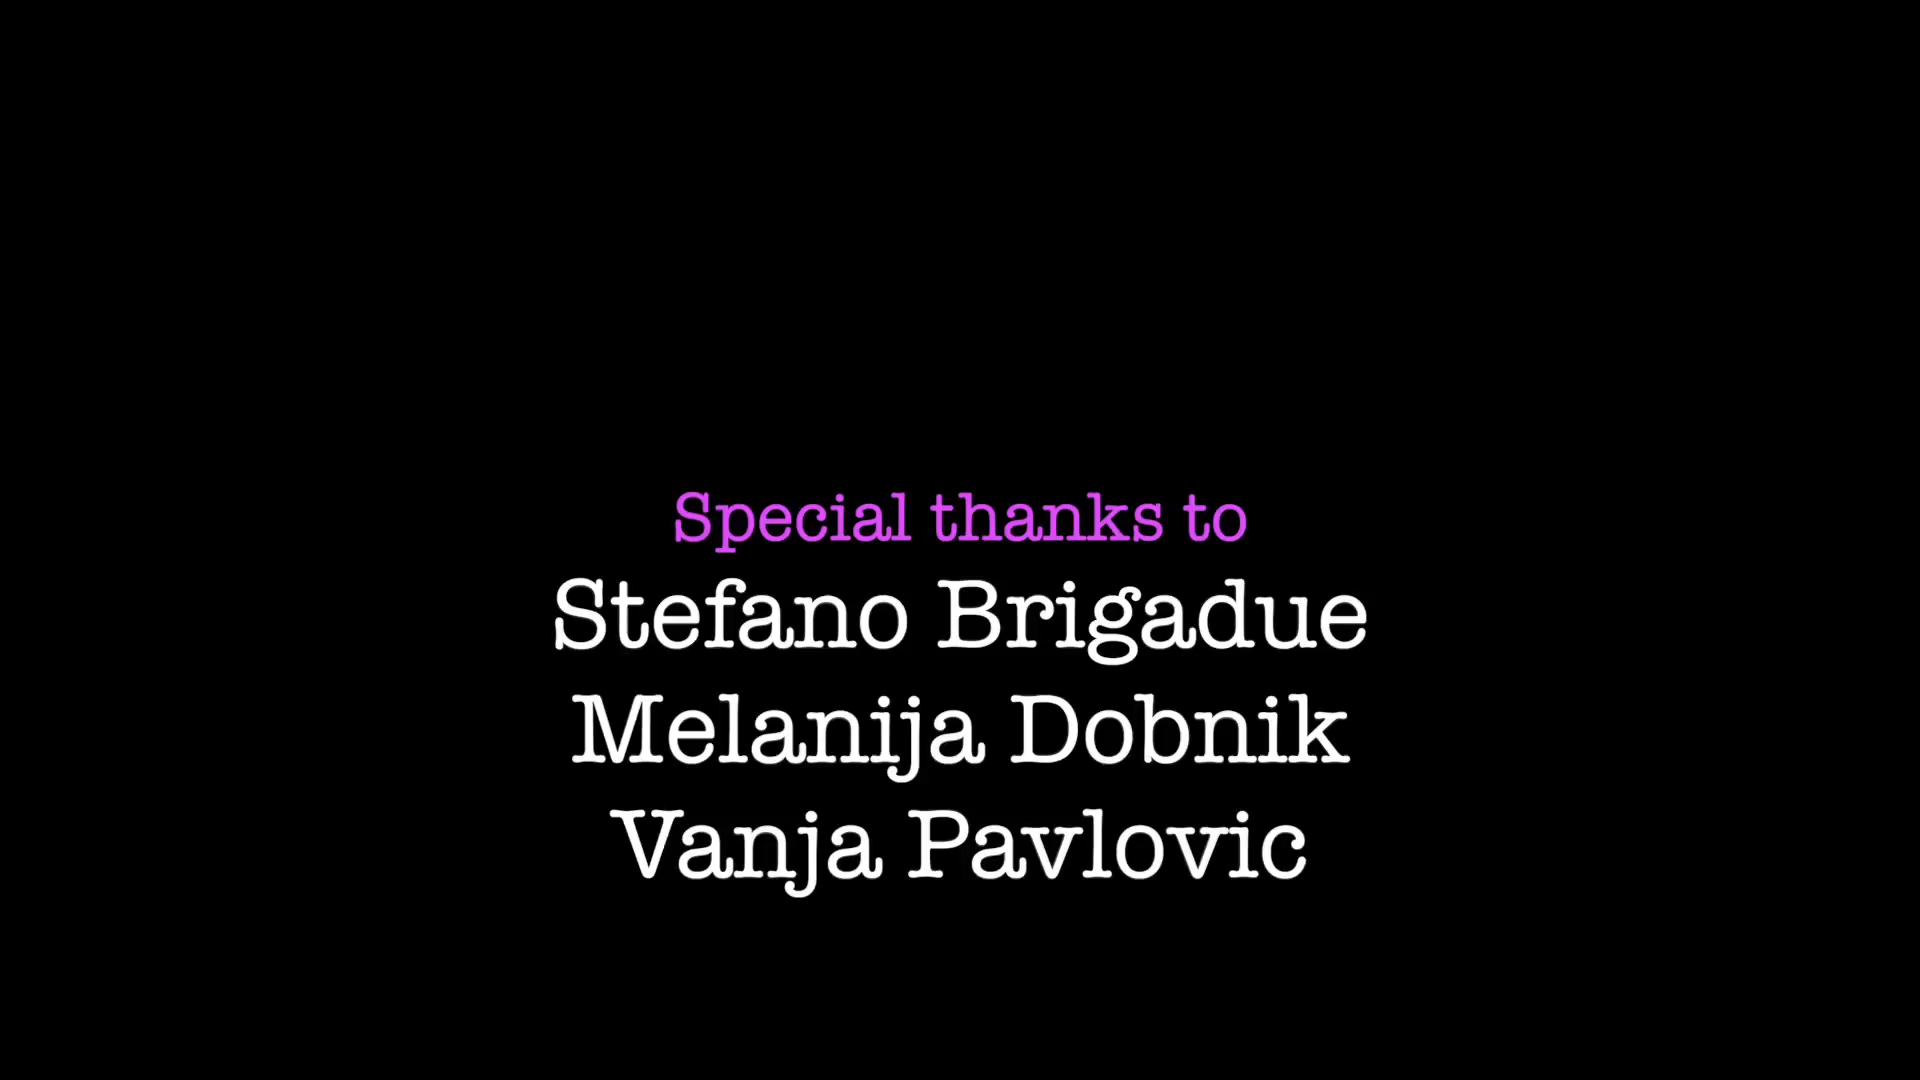 Special thanks to
Stefano Brigadue
Melanija Dobnik
Vanja Pavlovic